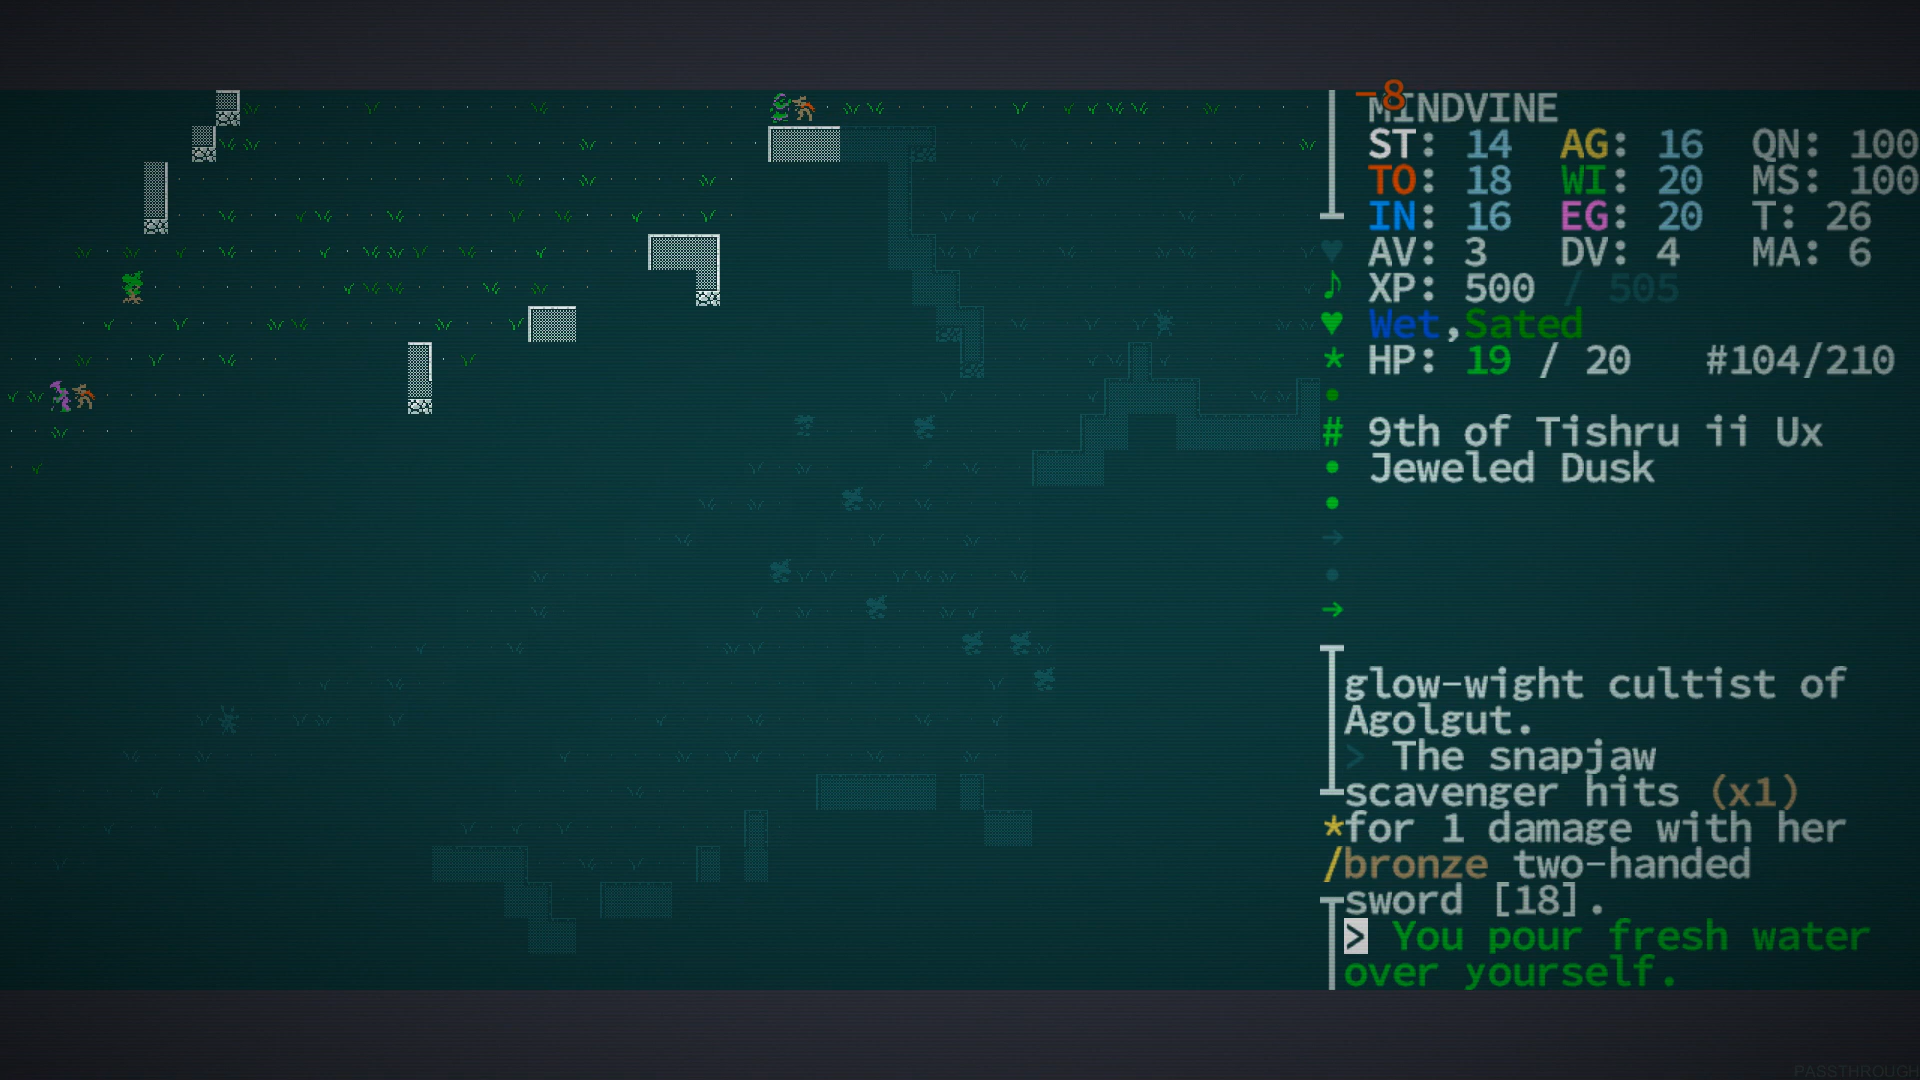 -8
MINDVINE
ST: 14 AG: 16 QN: 100
TO: 18 WI: 20 MS: 100
IN: 16 EG: 20 T: 26
AV: 3 DV: 4 MA: 6
XP: 500 / 505
Wet,Sated
HP: 19 / 20 #104/210
9th of Tishru ii Ux
Jeweled Dusk
glow-wight cultist of
Agolgut.
> The snapjaw
scavenger hits (x1)
for 1 damage with her
bronze two-handed
sword [18].
> You pour fresh water
over yourself.
PASSTHROUGH